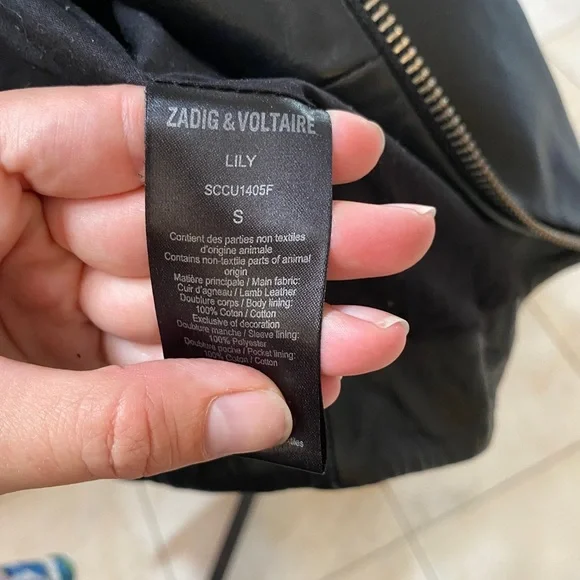 ZADIG & VOLTAIRE
LILY
SCCU1405F
S
Contient des parties non textiles
d'origine animale
Contains non-textile parts of animal
origin
Matière principale / Main fabric:
Cuir d'agneau / Lamb Leather
Doublure corps / Body lining:
100% Coton / Cotton
Exclusive of decoration
Doublure manche / Sleeve lining:
100% Polyester
Doublure poche / Pocket lining:
100% Coton / Cotton